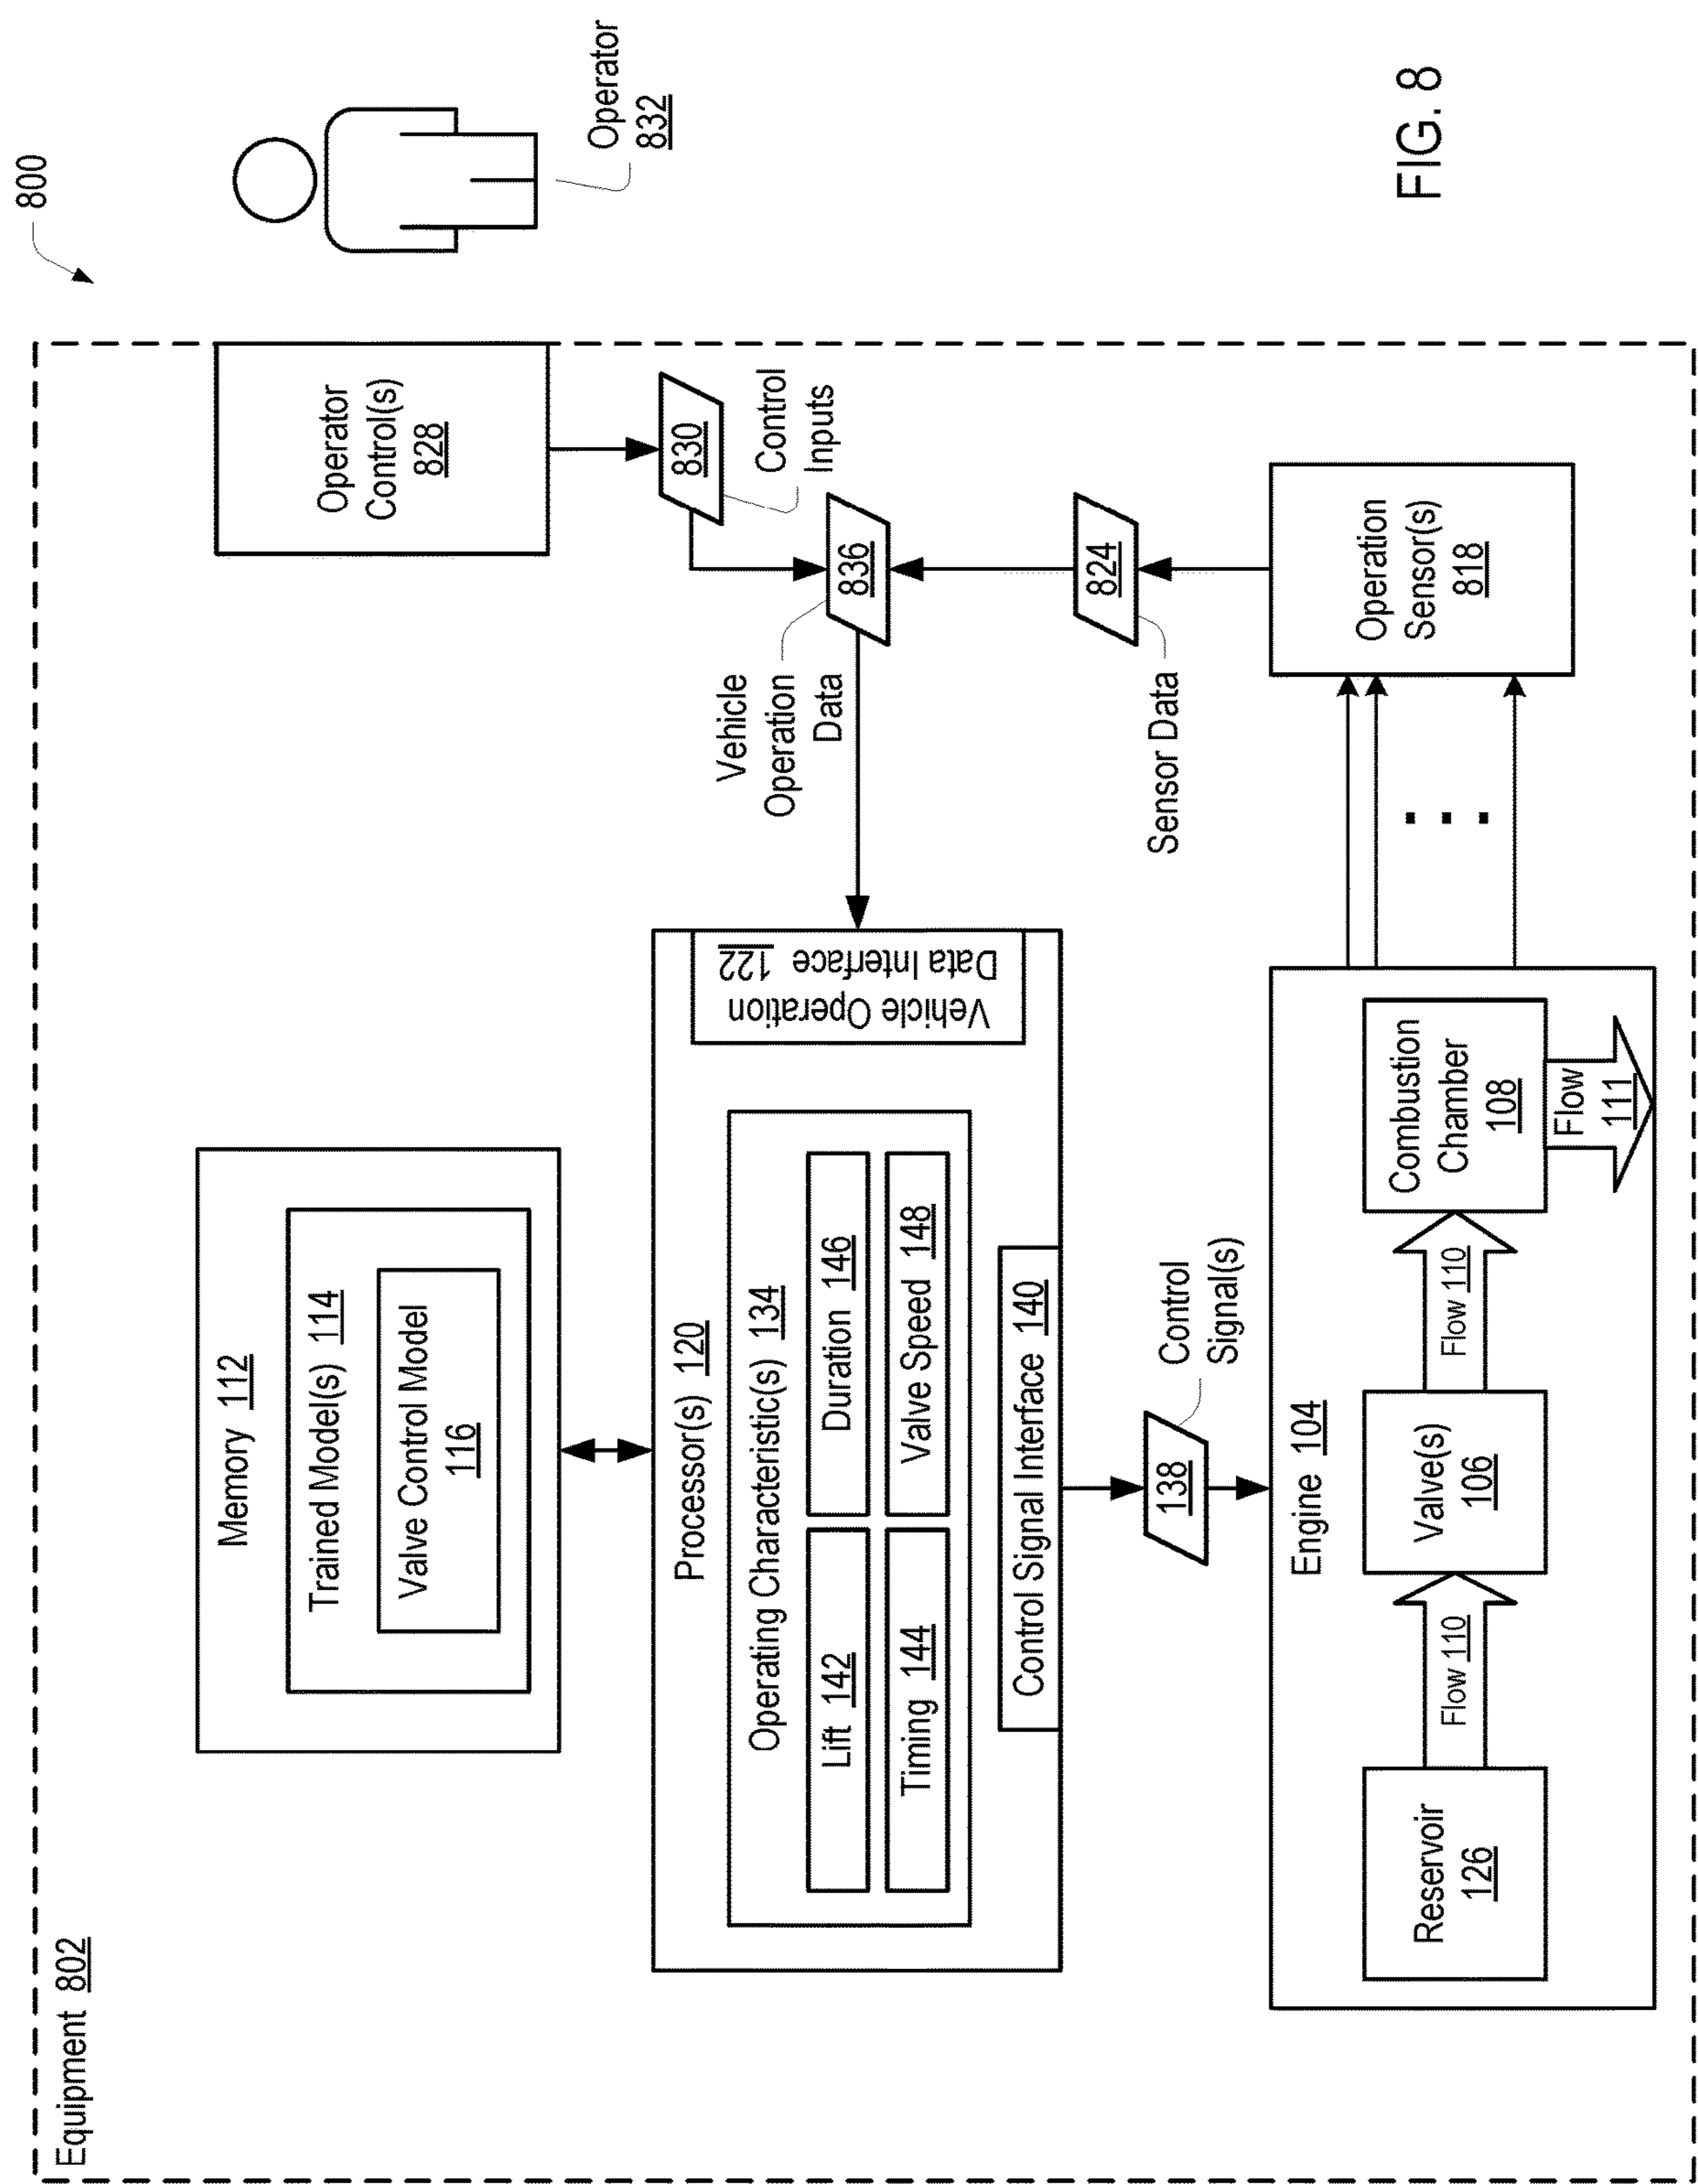 800
Equipment 802
Memory 112
Trained Model(s) 114
Valve Control Model
116
Operator
Control(s)
828
Operator
832
Processor(s) 120
Operating Characteristic(s) 134
Lift 142
Duration 146
Timing 144
Valve Speed 148
Vehicle Operation
Data Interface 122
Control Signal Interface 140
830
Control
Inputs
Vehicle
Operation
Data
836
824
Sensor Data
138
Control
Signal(s)
Engine 104
Reservoir
126
Flow 110
Valve(s)
106
Flow 110
Combustion
Chamber
108
Flow
111
Operation
Sensor(s)
818
FIG. 8